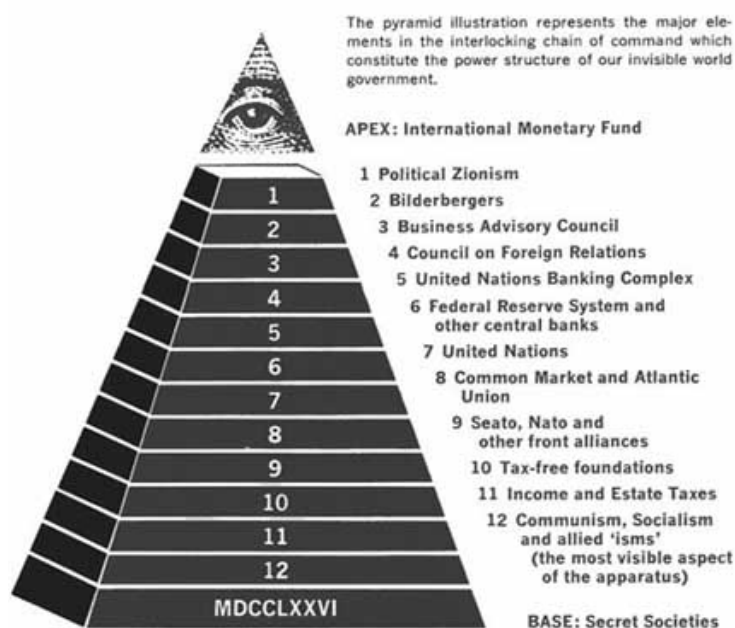 The pyramid illustration represents the major ele-
ments in the interlocking chain of command which
constitute the power structure of our invisible world
government.
APEX: International Monetary Fund
1 Political Zionism
2 Bilderbergers
3 Business Advisory Council
4 Council on Foreign Relations
5 United Nations Banking Complex
6 Federal Reserve System and
other central banks
7 United Nations
8 Common Market and Atlantic
Union
9 Seato, Nato and
other front alliances
10 Tax-free foundations
11 Income and Estate Taxes
12 Communism, Socialism
and allied ‘isms’
(the most visible aspect
of the apparatus)
BASE: Secret Societies
1
2
3
4
5
6
7
8
9
10
11
12
MDCCLXXVI